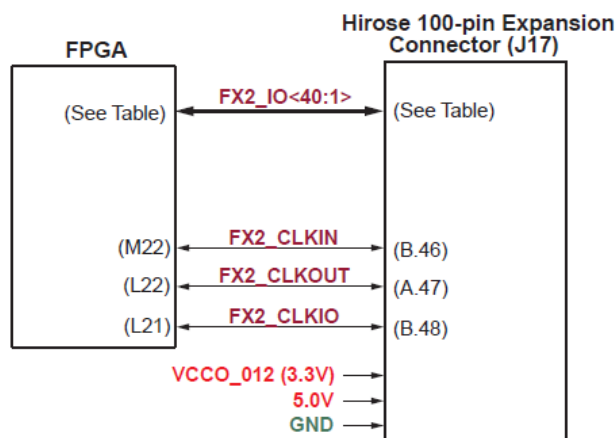 Hirose 100-pin Expansion
Connector (J17)
FPGA
FX2_IO<40:1>
(See Table)
(See Table)
FX2_CLKIN
(M22)
(B.46)
FX2_CLKOUT
(L22)
(A.47)
FX2_CLKIO
(L21)
(B.48)
VCCO_012 (3.3V)
5.0V
GND